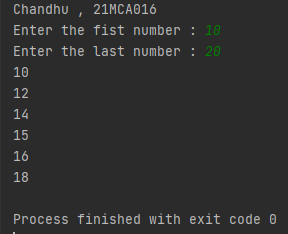 Chandhu , 21MCA016
Enter the fist number : 10
Enter the last number : 20
10
12
14
15
16
18
Process finished with exit code 0